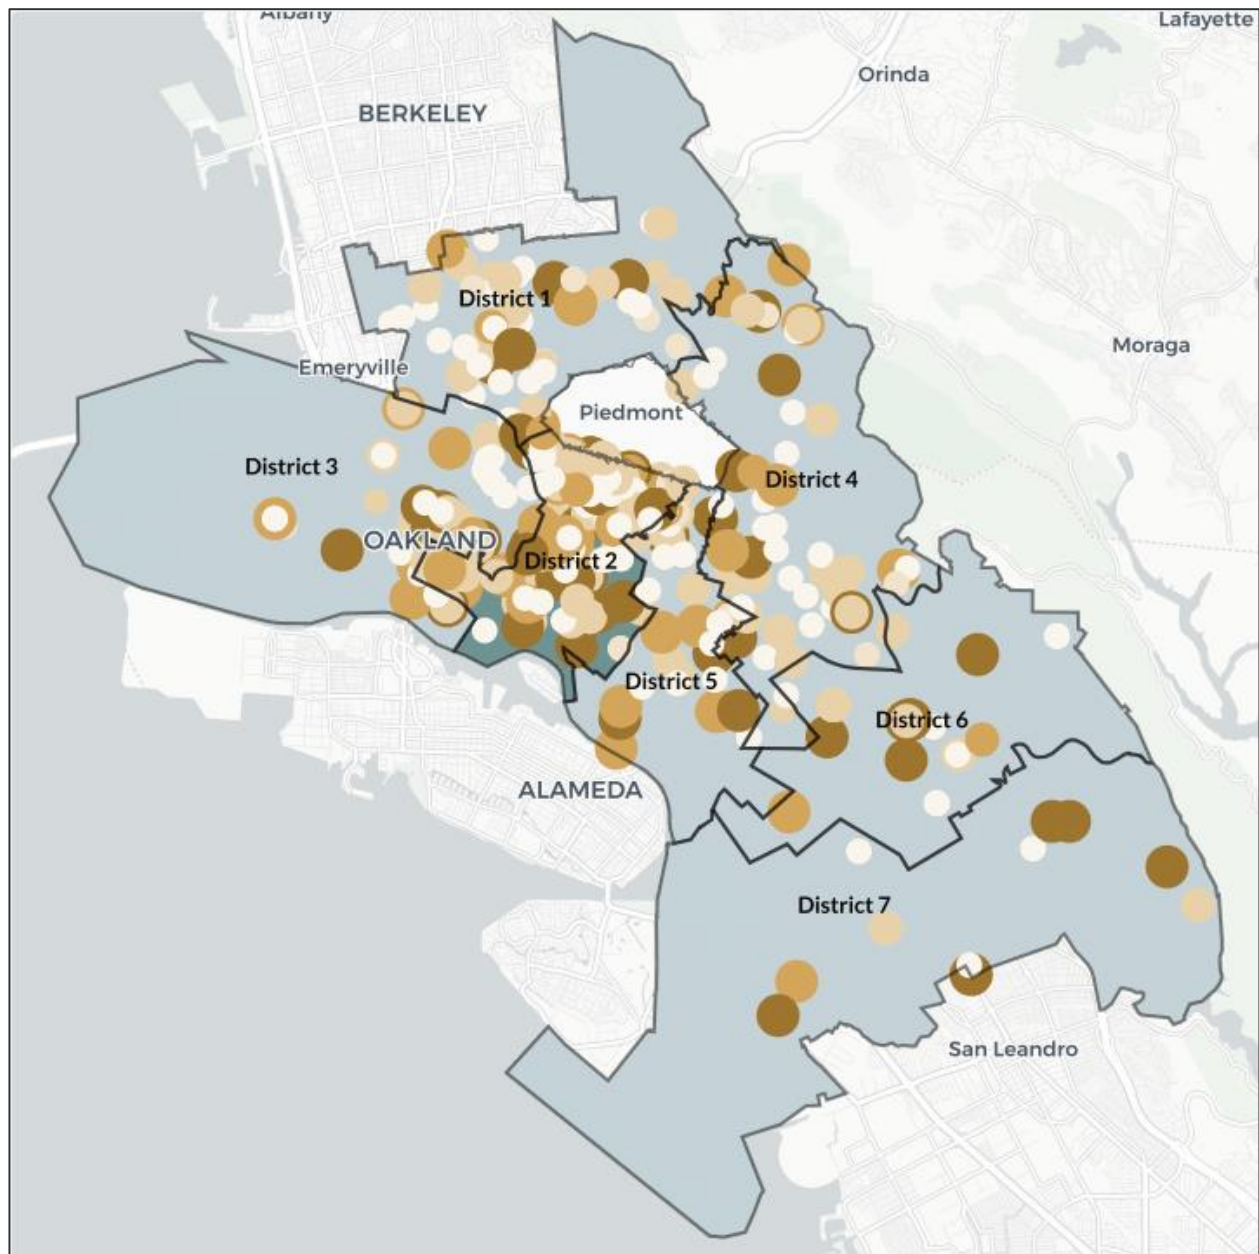 Albany
Lafayette
Orinda
BERKELEY
District 1
Moraga
Emeryville
Piedmont
District 3
District 4
OAKLAND
District 2
District 5
District 6
ALAMEDA
District 7
San Leandro